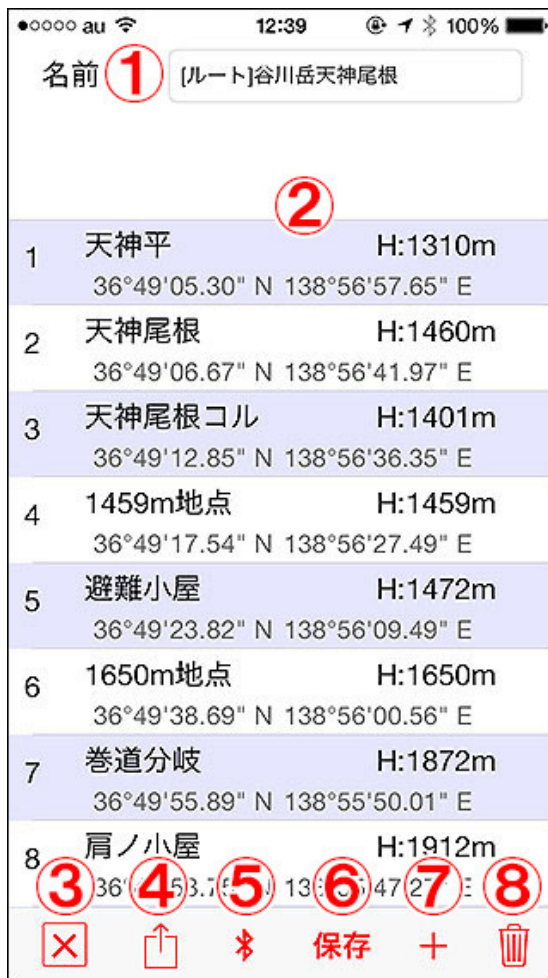 au 12:39 100%
名前 ① [ルート]谷川岳天神尾根
②
1 天神平 H:1310m
36°49'05.30" N 138°56'57.65" E
2 天神尾根 H:1460m
36°49'06.67" N 138°56'41.97" E
3 天神尾根コル H:1401m
36°49'12.85" N 138°56'36.35" E
4 1459m地点 H:1459m
36°49'17.54" N 138°56'27.49" E
5 避難小屋 H:1472m
36°49'23.82" N 138°56'09.49" E
6 1650m地点 H:1650m
36°49'38.69" N 138°56'00.56" E
7 巻道分岐 H:1872m
36°49'55.89" N 138°55'50.01" E
8 肩ノ小屋 H:1912m
③ ④ ⑤ ⑥ ⑦ ⑧
保存